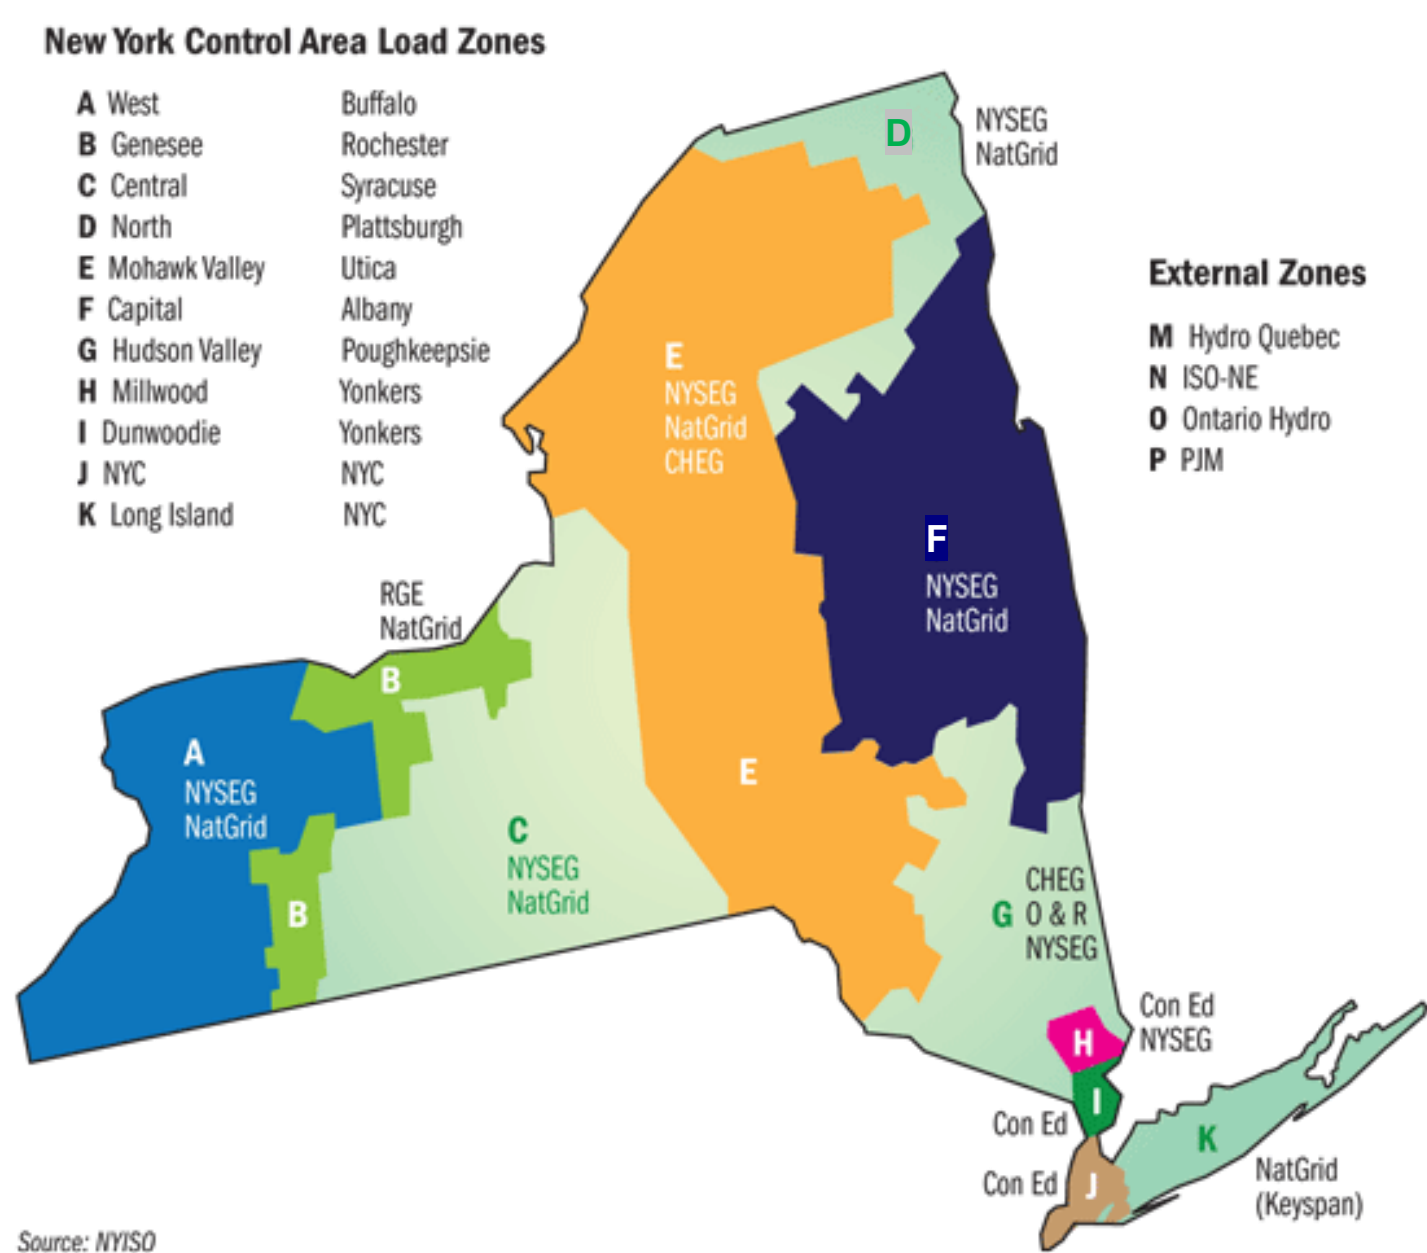 New York Control Area Load Zones
A West Buffalo
B Genesee Rochester
C Central Syracuse
D North Plattsburgh
E Mohawk Valley Utica
F Capital Albany
G Hudson Valley Poughkeepsie
H Millwood Yonkers
I Dunwoodie Yonkers
J NYC NYC
K Long Island NYC
External Zones
M Hydro Quebec
N ISO-NE
O Ontario Hydro
P PJM
D
NYSEG
NatGrid
E
NYSEG
NatGrid
CHEG
F
NYSEG
NatGrid
RGE
NatGrid
B
A
NYSEG
NatGrid
E
C
NYSEG
NatGrid
B
CHEG
G O & R
NYSEG
Con Ed
NYSEG
H
I
Con Ed
K
Con Ed
J
NatGrid
(Keyspan)
Source: NYISO